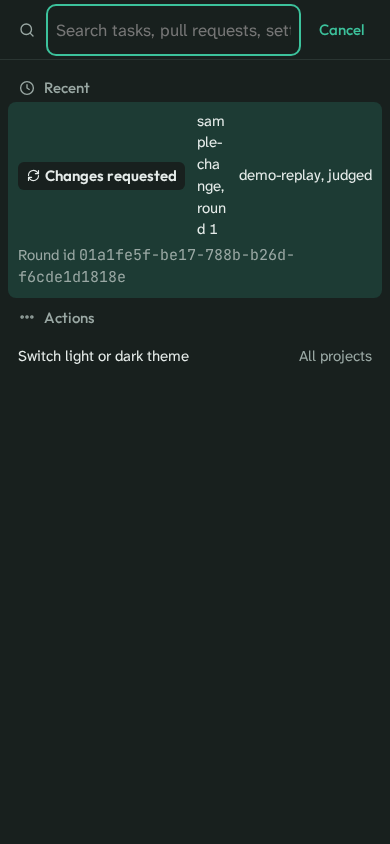 Search tasks, pull requests, set
Cancel
Recent
Changes requested
sam
ple-
cha
nge,
roun
d 1
demo-replay, judged
Round id 01a1fe5f-be17-788b-b26d-
f6cde1d1818e
Actions
Switch light or dark theme
All projects